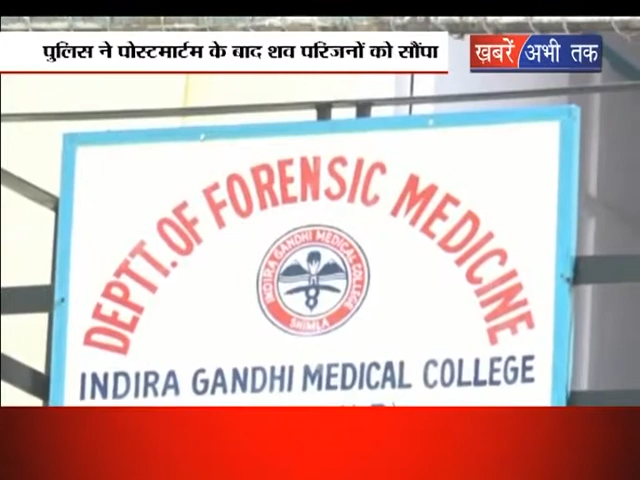 पुलिस ने पोस्टमार्टम के बाद शव परिजनों को सौंपा
ख़बरें अभी तक
DEPTT. OF FORENSIC MEDICINE
INDIRA GANDHI MEDICAL COLLEGE
SHIMLA
INDIRA GANDHI MEDICAL COLLEGE